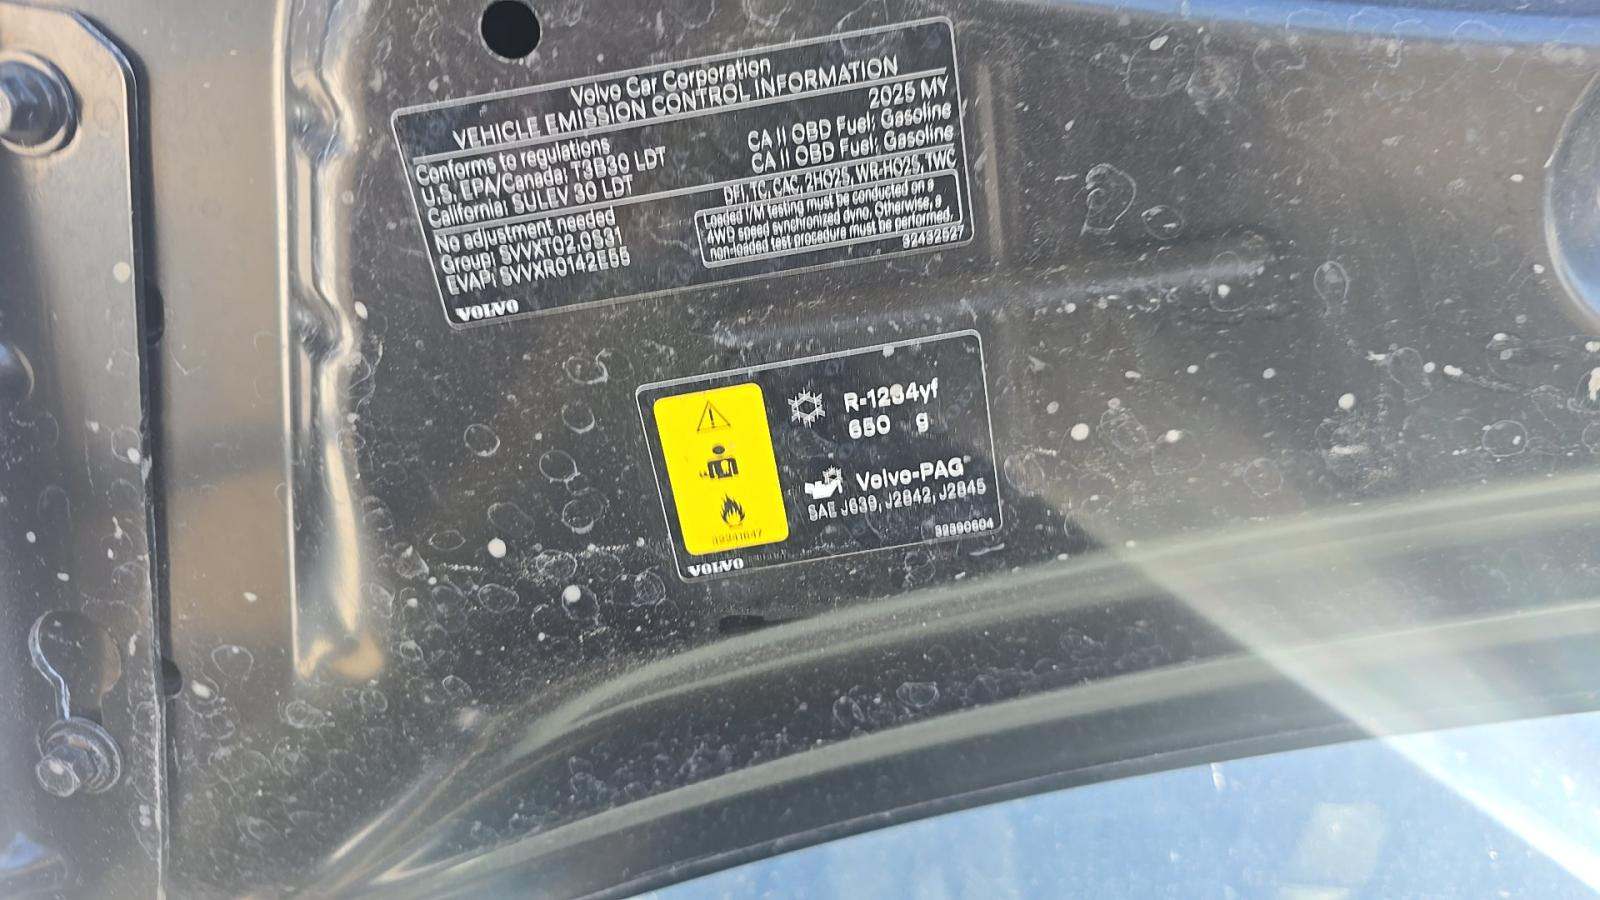 Volvo Car Corporation
VEHICLE EMISSION CONTROL INFORMATION
2025 MY
Conforms to regulations
U.S. EPA/Canada: T3B30 LDT CA II OBD Fuel: Gasoline
California: SULEV 30 LDT CA II OBD Fuel: Gasoline
No adjustment needed DFI, TC, CAC, 2HO2S, WR-HO2S, TWC
Group: SVVXT02.0S31
EVAP: SVVXR0142E55
Loaded I/M testing must be conducted on a
4WD speed synchronized dyno, Otherwise, a
non-loaded test procedure must be performed.
32432527
VOLVO
R-1234yf
650 g
Volvo-PAG
SAE J639, J2842, J2845
32390604
VOLVO